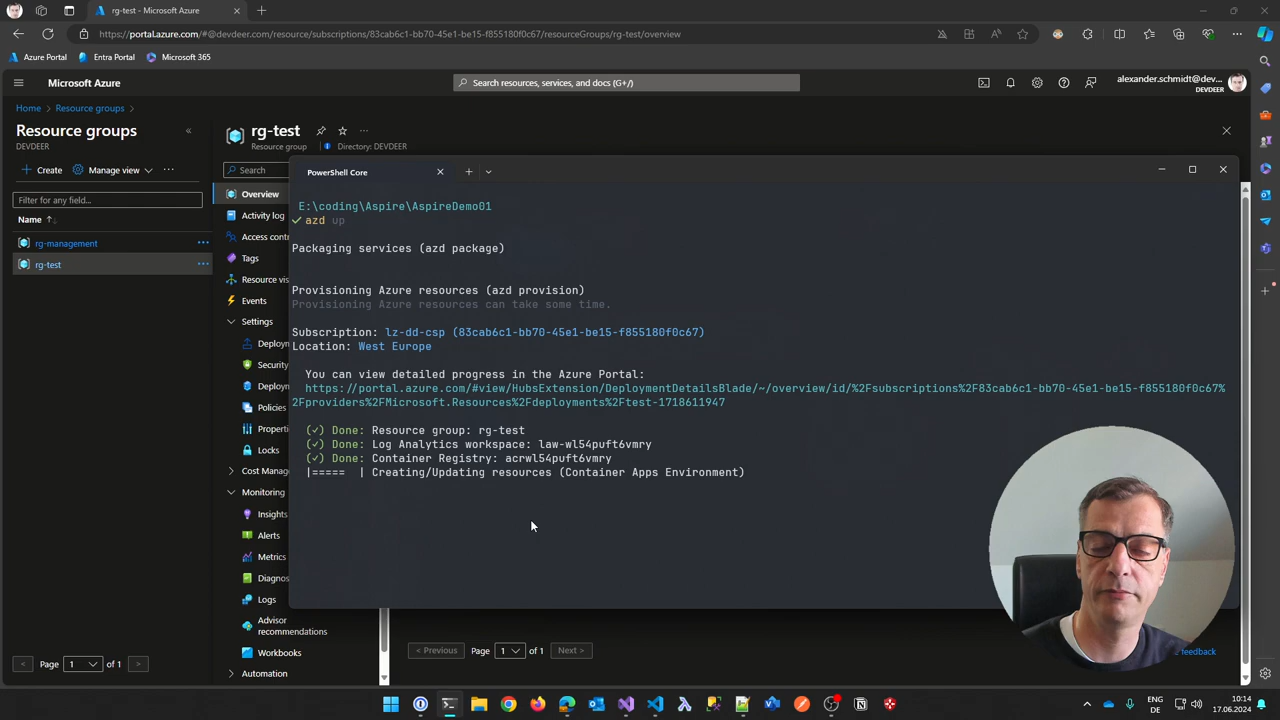 rg-test - Microsoft Azure
https://portal.azure.com/#@devdeer.com/resource/subscriptions/83cab6c1-bb70-45e1-be15-f855180f0c67/resourceGroups/rg-test/overview
Azure Portal
Entra Portal
Microsoft 365
Microsoft Azure
Search resources, services, and docs (G+/)
alexander.schmidt@dev...
DEVDEER
Home > Resource groups >
Resource groups
DEVDEER
Create
Manage view
Filter for any field...
Name
rg-management
rg-test
Page 1 of 1
rg-test
Resource group
Directory: DEVDEER
Search
Overview
Activity log
Access contr
Tags
Resource vis
Events
Settings
Deploym
Security
Deploym
Policies
Properti
Locks
Cost Manag
Monitoring
Insights
Alerts
Metrics
Diagnos
Logs
Advisor
recommendations
Workbooks
Automation
PowerShell Core
E:\coding\Aspire\AspireDemo01
azd up
Packaging services (azd package)
Provisioning Azure resources (azd provision)
Provisioning Azure resources can take some time.
Subscription: lz-dd-csp (83cab6c1-bb70-45e1-be15-f855180f0c67)
Location: West Europe
You can view detailed progress in the Azure Portal:
https://portal.azure.com/#view/HubsExtension/DeploymentDetailsBlade/~/overview/id/%2Fsubscriptions%2F83cab6c1-bb70-45e1-be15-f855180f0c67%
2Fproviders%2FMicrosoft.Resources%2Fdeployments%2Ftest-1718611947
(✓) Done: Resource group: rg-test
(✓) Done: Log Analytics workspace: law-wl54puft6vmry
(✓) Done: Container Registry: acrwl54puft6vmry
|=====  | Creating/Updating resources (Container Apps Environment)
< Previous
Page 1 of 1
Next >
feedback
ENG
DE
10:14
17.06.2024